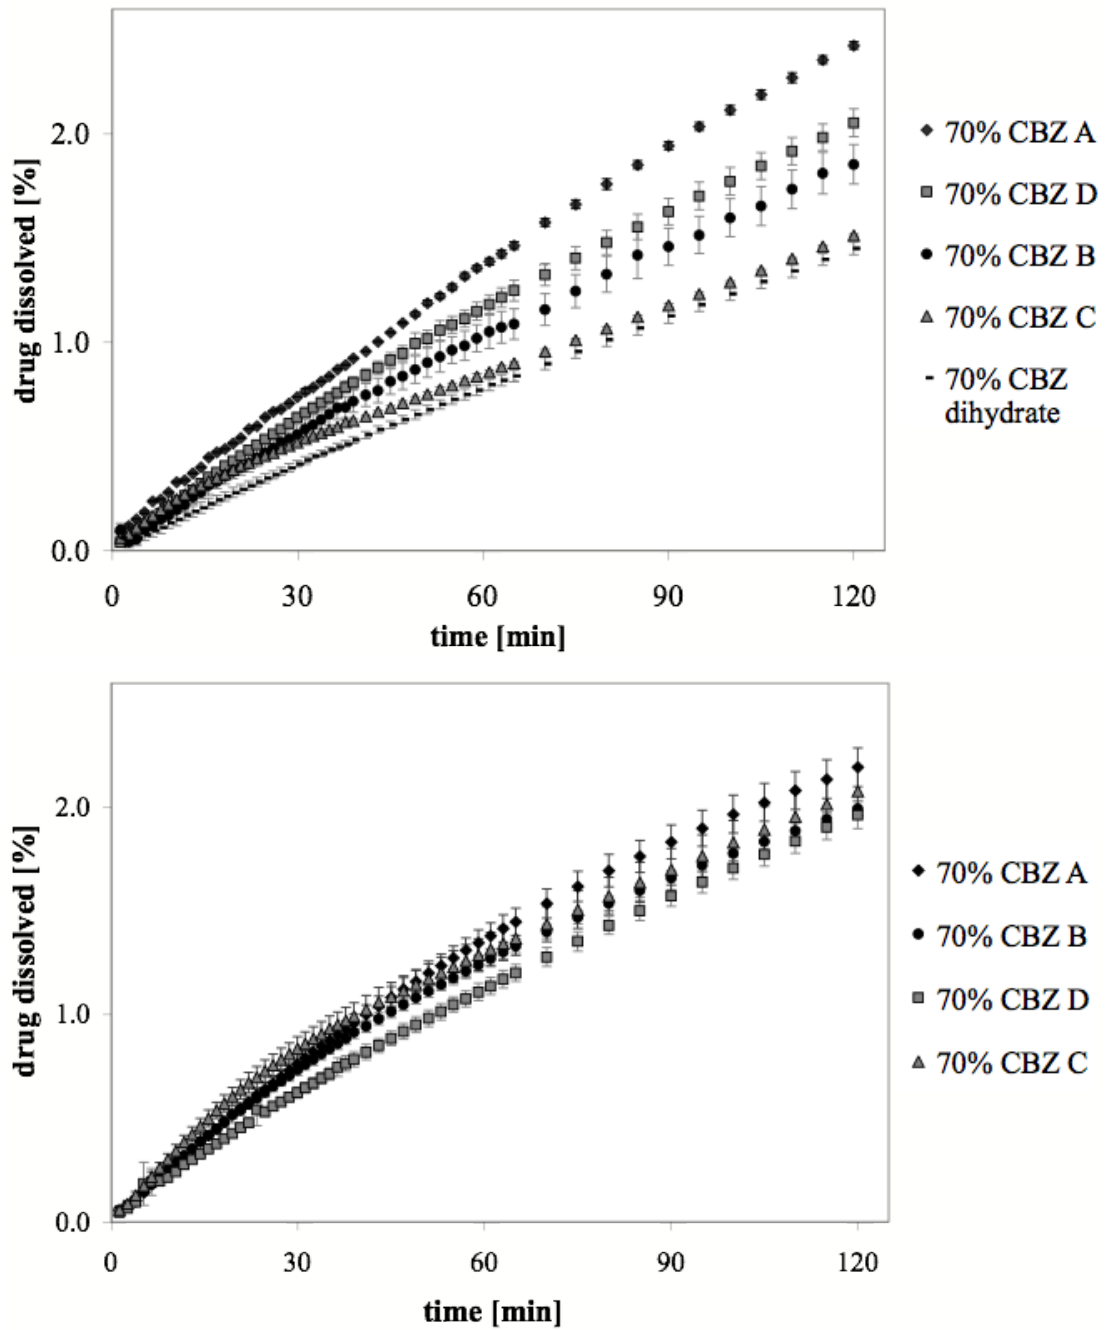 drug dissolved [%]
2.0
1.0
0.0
0
30
60
90
120
time [min]
70% CBZ A
70% CBZ D
70% CBZ B
70% CBZ C
70% CBZ
dihydrate
drug dissolved [%]
2.0
1.0
0.0
0
30
60
90
120
time [min]
70% CBZ A
70% CBZ B
70% CBZ D
70% CBZ C